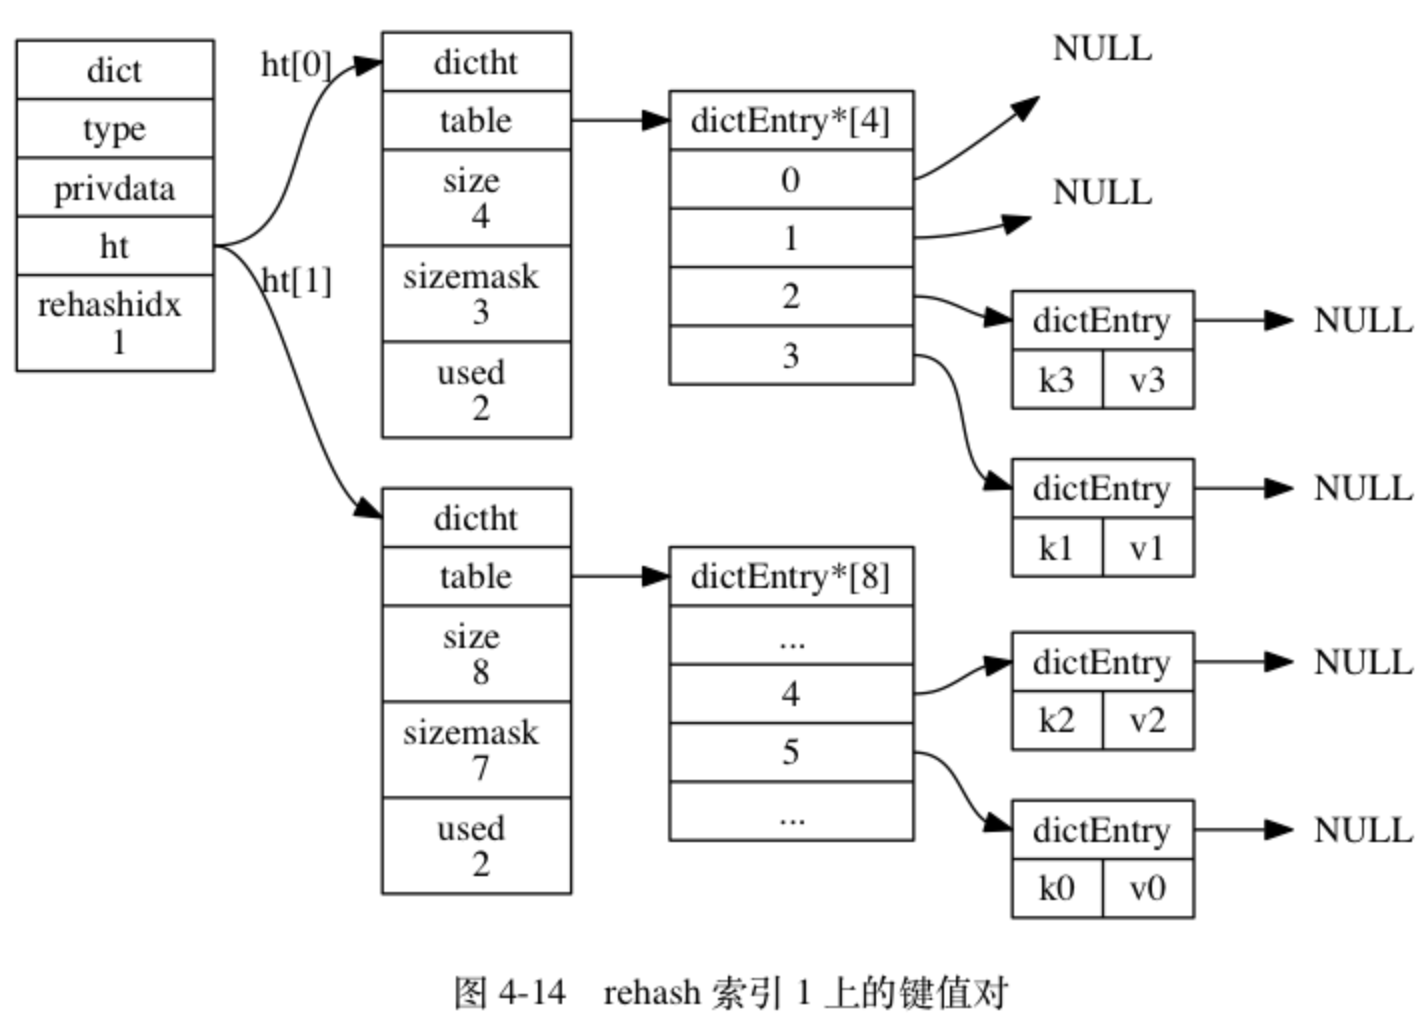 dict
type
privdata
ht
rehashidx
1
ht[0]
ht[1]
dictht
table
size
4
sizemask
3
used
2
dictEntry*[4]
0
1
2
3
NULL
NULL
dictEntry
k3 v3
NULL
dictEntry
k1 v1
NULL
dictht
table
size
8
sizemask
7
used
2
dictEntry*[8]
...
4
5
...
dictEntry
k2 v2
NULL
dictEntry
k0 v0
NULL
图 4-14 rehash 索引 1 上的键值对